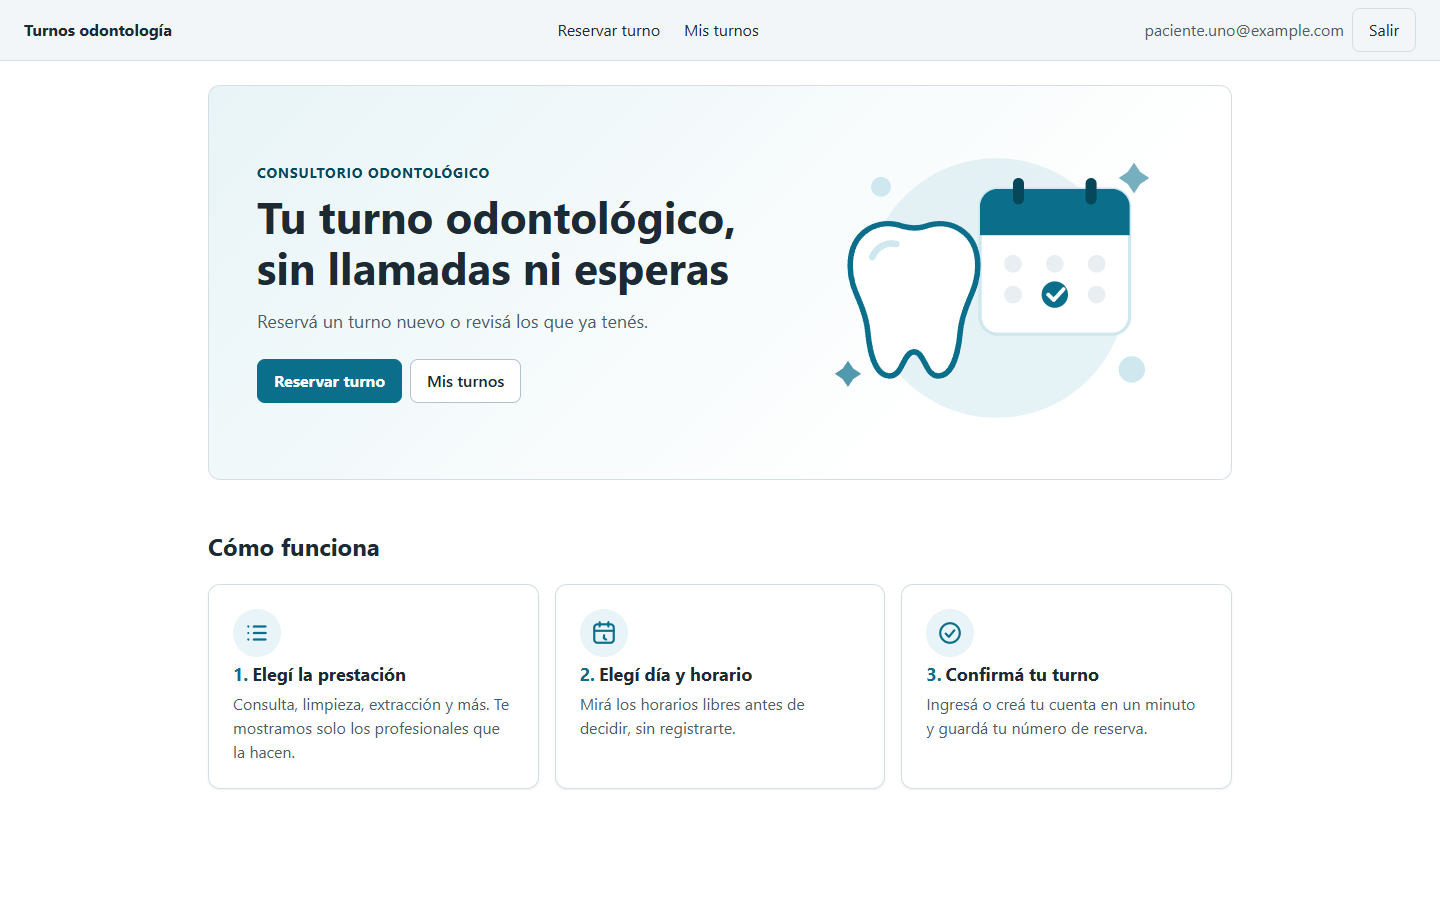 Turnos odontología
Reservar turno
Mis turnos
paciente.uno@example.com
Salir
CONSULTORIO ODONTOLÓGICO
Tu turno odontológico,
sin llamadas ni esperas
Reservá un turno nuevo o revisá los que ya tenés.
Reservar turno
Mis turnos
Cómo funciona
1. Elegí la prestación
Consulta, limpieza, extracción y más. Te
mostramos solo los profesionales que
la hacen.
2. Elegí día y horario
Mirá los horarios libres antes de
decidir, sin registrarte.
3. Confirmá tu turno
Ingresá o creá tu cuenta en un minuto
y guardá tu número de reserva.